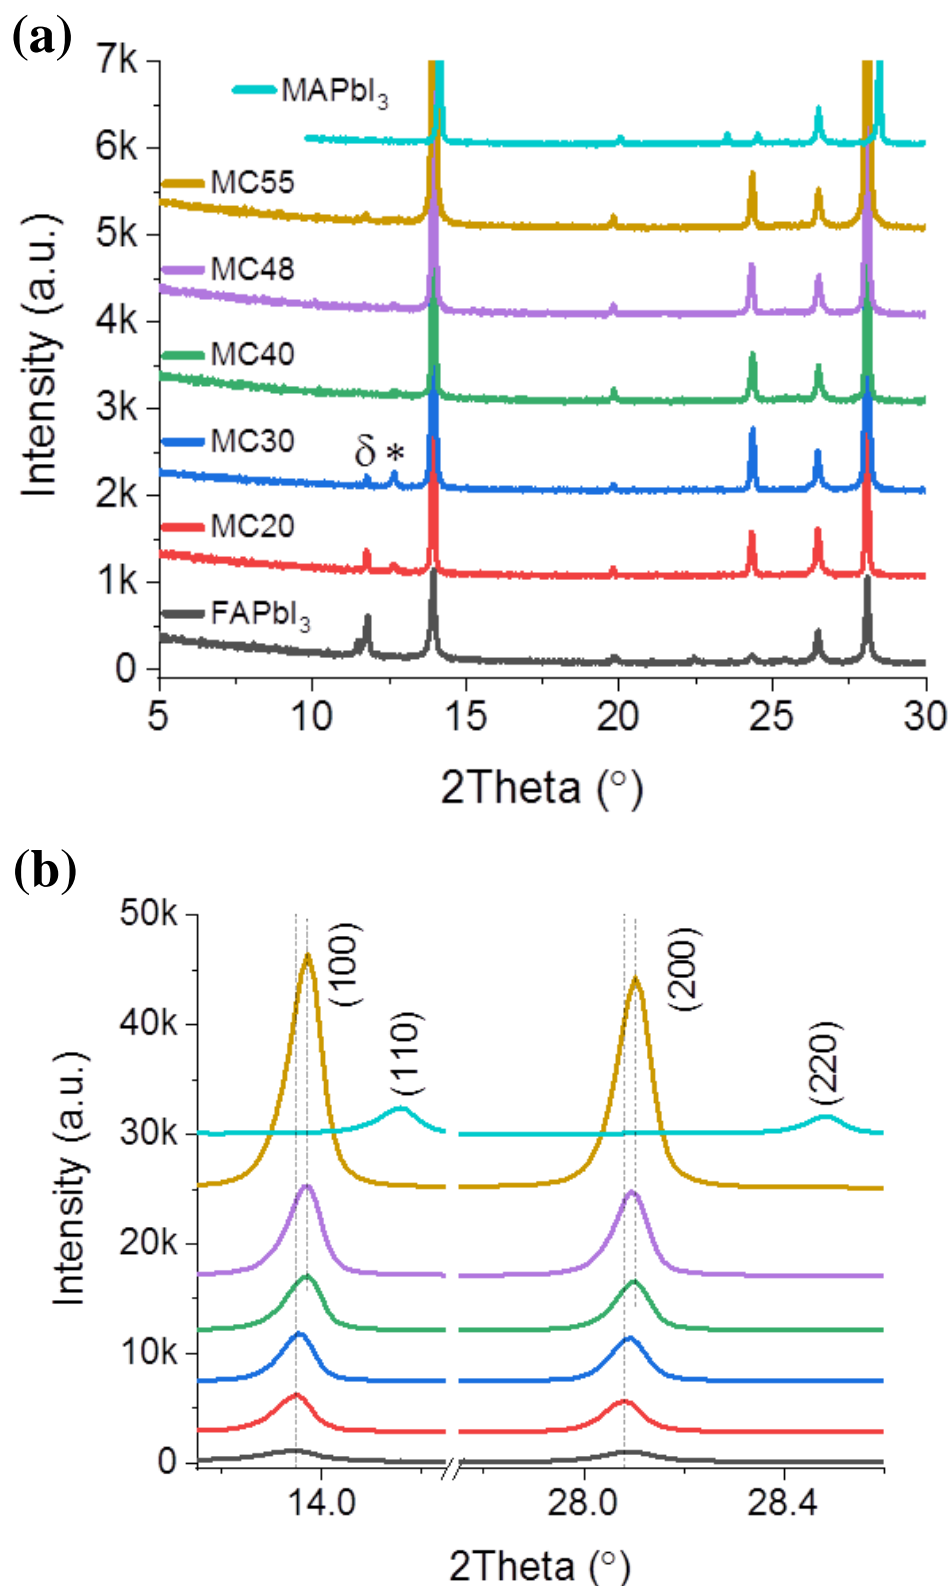 (a)
7k
6k
5k
4k
3k
2k
1k
0
Intensity (a.u.)
MAPbI3
MC55
MC48
MC40
MC30
δ *
MC20
FAPbI3
5 10 15 20 25 30
2Theta (°)
(b)
50k
40k
30k
20k
10k
0
Intensity (a.u.)
(100)
(110)
(200)
(220)
14.0 28.0 28.4
2Theta (°)